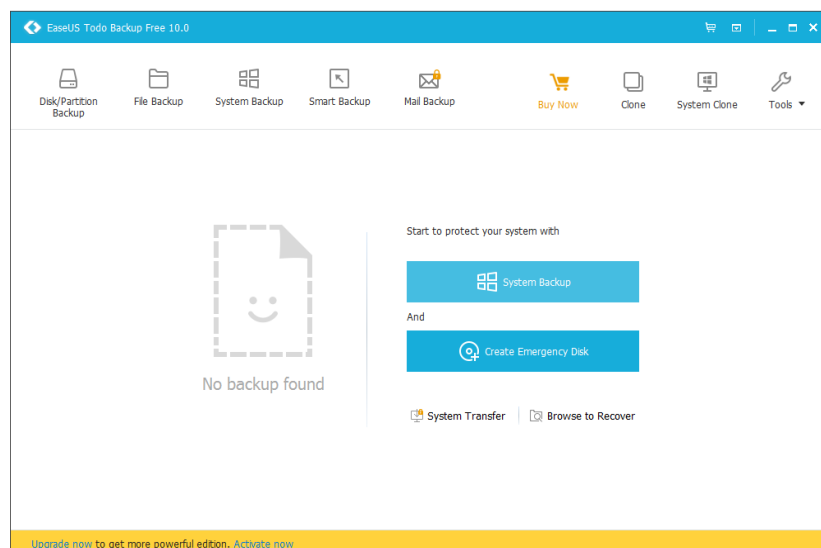 EaseUS Todo Backup Free 10.0
Disk/Partition
Backup
File Backup
System Backup
Smart Backup
Mail Backup
Buy Now
Clone
System Clone
Tools
Start to protect your system with
System Backup
And
Create Emergency Disk
No backup found
System Transfer
Browse to Recover
Upgrade now to get more powerful edition. Activate now